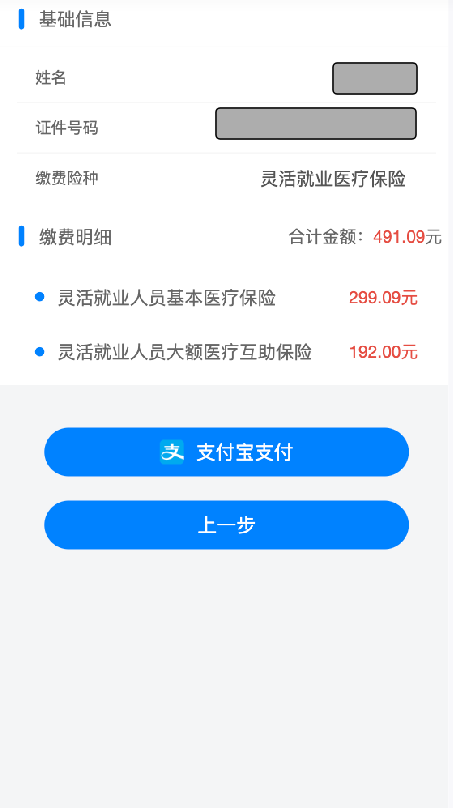 基础信息
姓名
证件号码
缴费险种 灵活就业医疗保险
缴费明细 合计金额：491.09元
灵活就业人员基本医疗保险 299.09元
灵活就业人员大额医疗互助保险 192.00元
支 支付宝支付
上一步